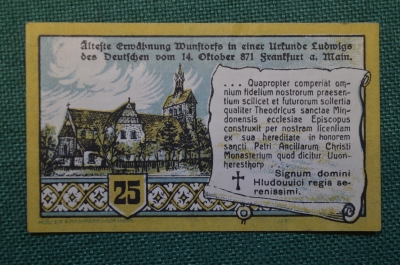 Älteste Erwähnung Wunstorfs in einer Urkunde Ludwigs
des Deutschen vom 14. Oktober 871 Frankfurt a. Main.
... Quapropter comperiat om-
nium fidelium nostrorum praesen-
tium scilicet et futurorum sollertia
qualiter Theodricus sanctae Min-
donensis ecclesiae Episcopus
construxit per nostram licentiam
ex sua hereditate in honorem
sancti Petri Ancillarum Christi
Monasterium quod dicitur Uuon-
heresthorp
Signum domini
Hludouuici regis se-
renissimi.
25